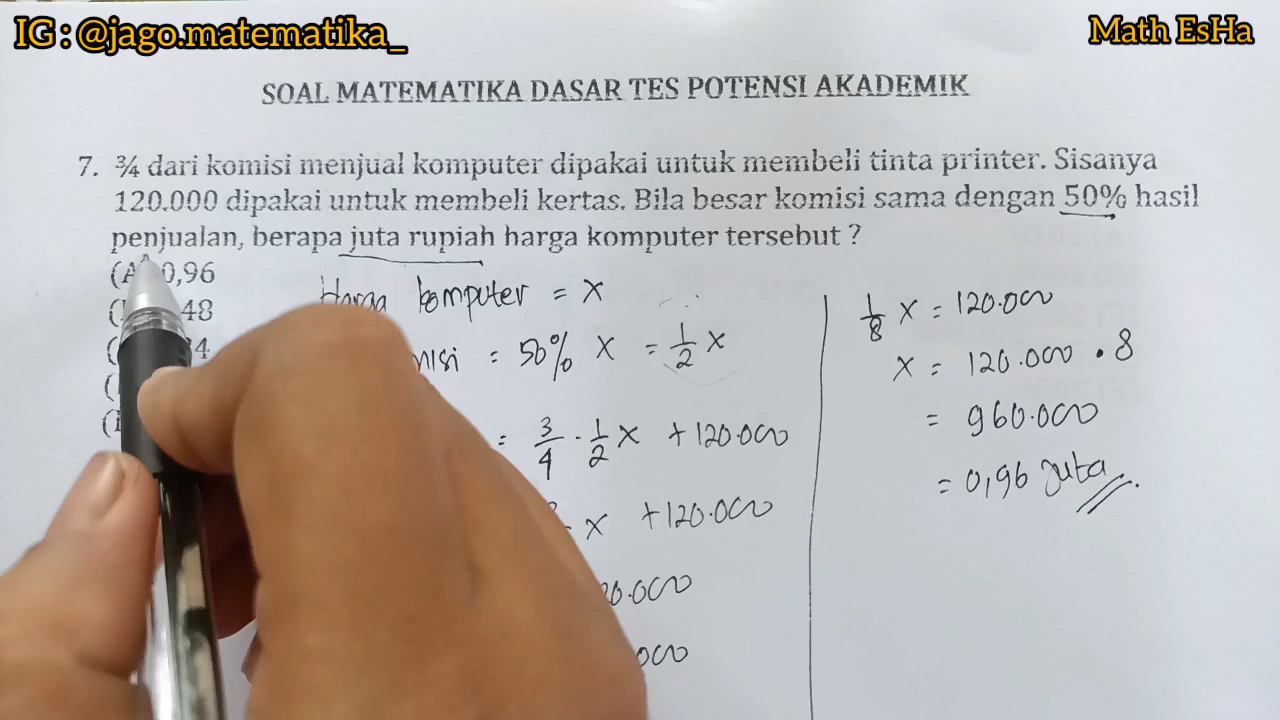 IG : @jago.matematika_
Math EsHa
SOAL MATEMATIKA DASAR TES POTENSI AKADEMIK
7. ¾ dari komisi menjual komputer dipakai untuk membeli tinta printer. Sisanya
120.000 dipakai untuk membeli kertas. Bila besar komisi sama dengan 50% hasil
penjualan, berapa juta rupiah harga komputer tersebut ?
(A) 0,96
48
Harga komputer = x
= 50% x = 1/2 x
= 3/4 · 1/2 x + 120.000
x + 120.000
1/8 x = 120.000
x = 120.000 . 8
= 960.000
= 0,96 juta